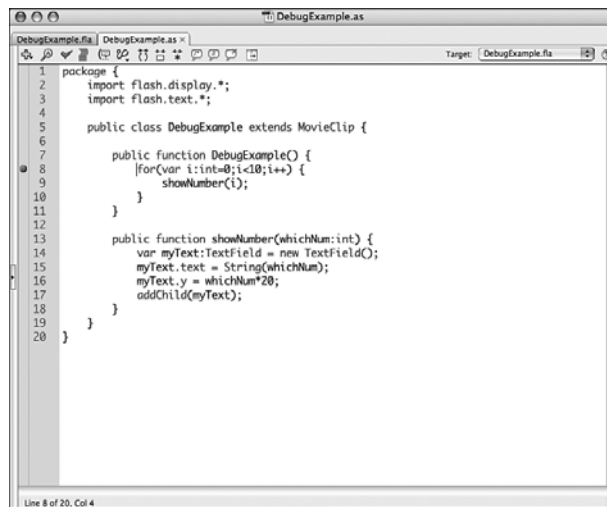 DebugExample.as
DebugExample.fla DebugExample.as ×
Target: DebugExample.fla
1 package {
2 import flash.display.*;
3 import flash.text.*;
4
5 public class DebugExample extends MovieClip {
6
7 public function DebugExample() {
8 for(var i:int=0;i<10;i++) {
9 showNumber(i);
10 }
11 }
12
13 public function showNumber(whichNum:int) {
14 var myText:TextField = new TextField();
15 myText.text = String(whichNum);
16 myText.y = whichNum*20;
17 addChild(myText);
18 }
19 }
20 }
Line 8 of 20, Col 4